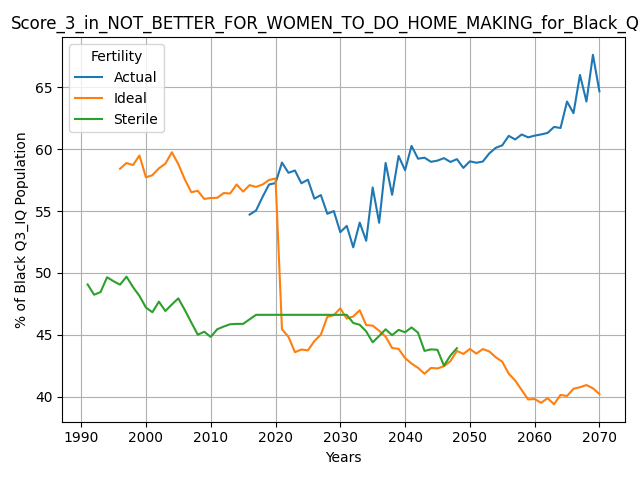 Score_3_in_NOT_BETTER_FOR_WOMEN_TO_DO_HOME_MAKING_for_Black_Q
Fertility
Actual
Ideal
Sterile
% of Black Q3_IQ Population
65
60
55
50
45
40
1990 2000 2010 2020 2030 2040 2050 2060 2070
Years